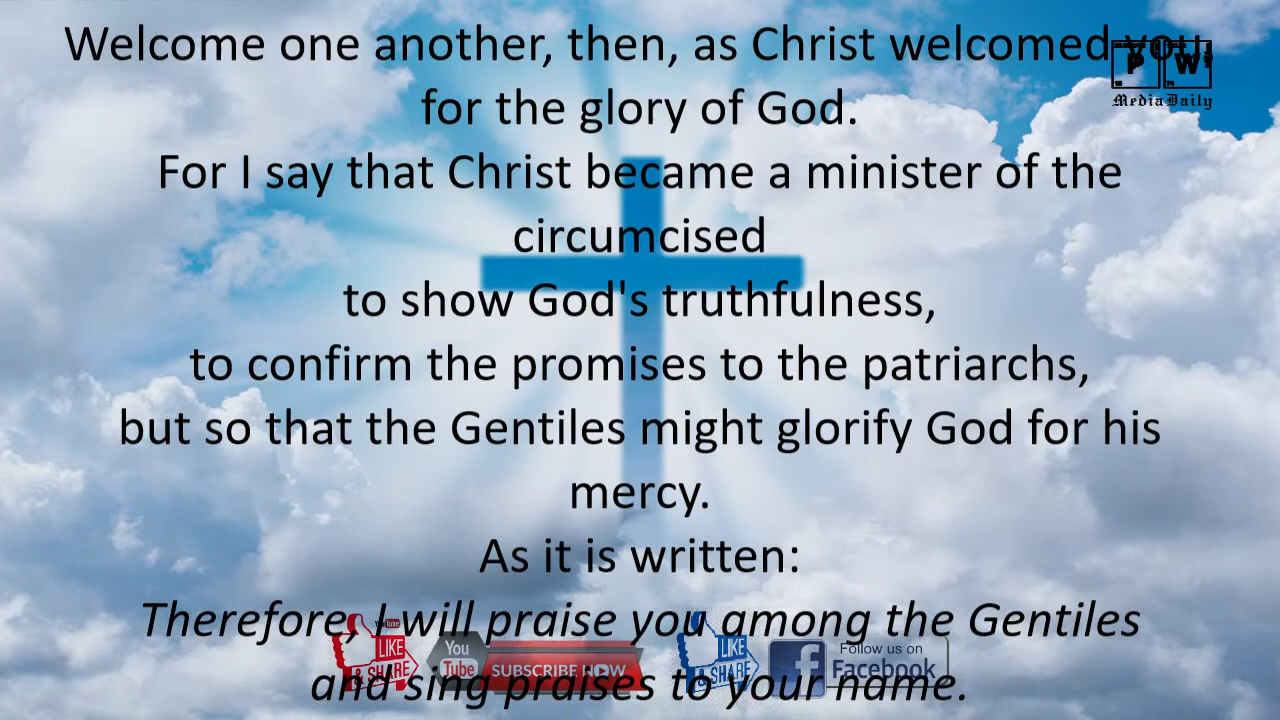 Welcome one another, then, as Christ welcomed you,
for the glory of God.
For I say that Christ became a minister of the
circumcised
to show God's truthfulness,
to confirm the promises to the patriarchs,
but so that the Gentiles might glorify God for his
mercy.
As it is written:
Therefore, I will praise you among the Gentiles
and sing praises to your name.
P W
MediaDaily
YouTube
LIKE
& SHARE
You
Tube
SUBSCRIBE NOW
LIKE
& SHARE
Follow us on
Facebook